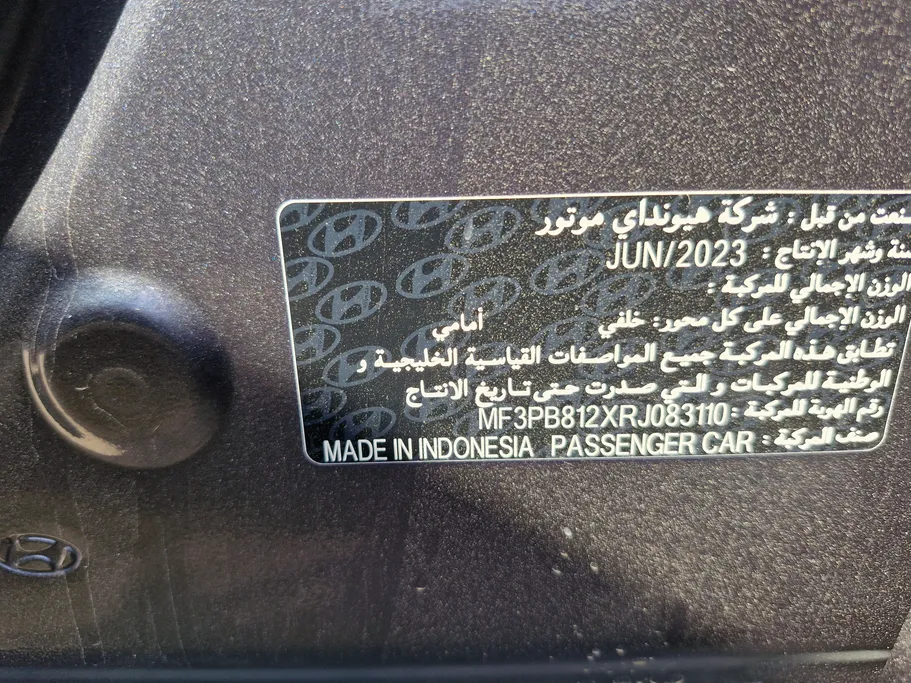 صنعت من قبل : شركة هيونداي موتور
سنة وشهر الإنتاج : JUN/2023
الوزن الإجمالي للمركبة :
الوزن الإجمالي على كل محور: خلفي أمامي
تطابق هذه المركبة جميع المواصفات القياسية الخليجية و
الوطنية للمركبات و التي صدرت حتى تاريخ الانتاج
رقم الهوية للمركبة : MF3PB812XRJ083110
صنف المركبة : PASSENGER CAR MADE IN INDONESIA